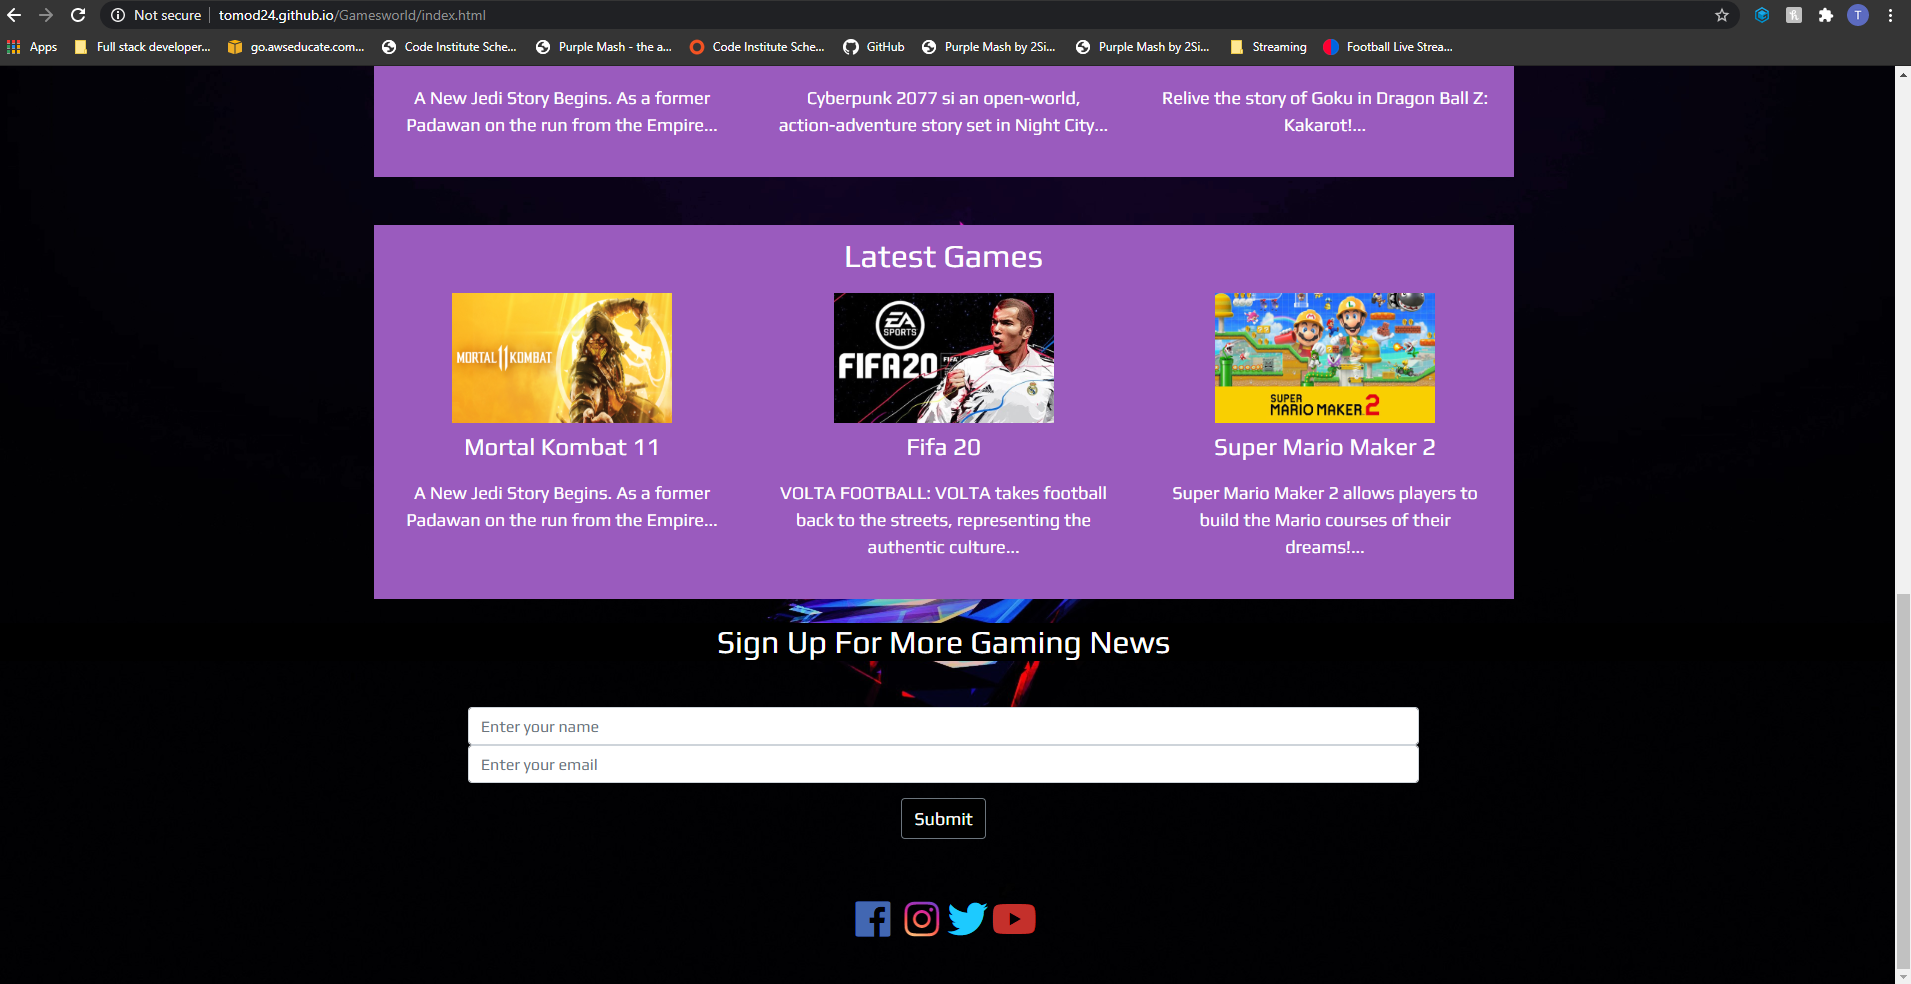 Not secure | tomod24.github.io/Gamesworld/index.html
T
Apps
Full stack developer...
go.awseducate.com...
Code Institute Sche...
Purple Mash - the a...
Code Institute Sche...
GitHub
Purple Mash by 2Si...
Purple Mash by 2Si...
Streaming
Football Live Strea...
A New Jedi Story Begins. As a former
Padawan on the run from the Empire...
Cyberpunk 2077 si an open-world,
action-adventure story set in Night City...
Relive the story of Goku in Dragon Ball Z:
Kakarot!...
Latest Games
MORTAL KOMBAT 11
EA
SPORTS
FIFA20
FIFA
SUPER
MARIO MAKER 2
Mortal Kombat 11
Fifa 20
Super Mario Maker 2
A New Jedi Story Begins. As a former
Padawan on the run from the Empire...
VOLTA FOOTBALL: VOLTA takes football
back to the streets, representing the
authentic culture...
Super Mario Maker 2 allows players to
build the Mario courses of their
dreams!...
Sign Up For More Gaming News
Enter your name
Enter your email
Submit